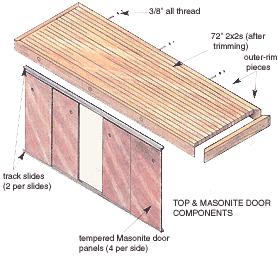 3/8" all thread
72" 2x2s (after
trimming)
outer-rim
pieces
track slides
(2 per slides)
TOP & MASONITE DOOR
COMPONENTS
tempered Masonite door
panels (4 per side)